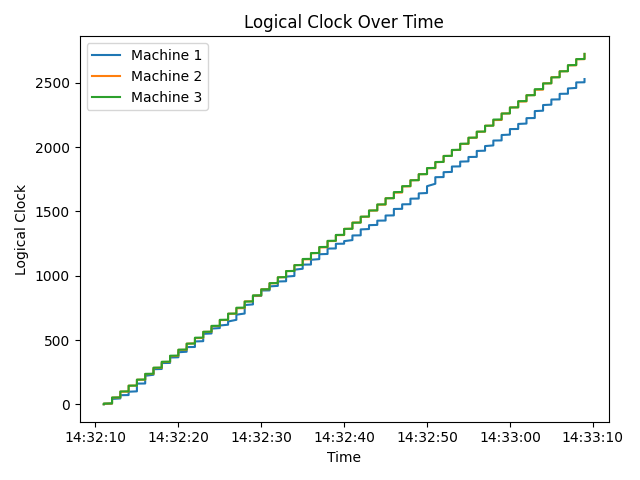 Logical Clock Over Time
Machine 1
Machine 2
Machine 3
Logical Clock
2500
2000
1500
1000
500
0
14:32:10 14:32:20 14:32:30 14:32:40 14:32:50 14:33:00 14:33:10
Time